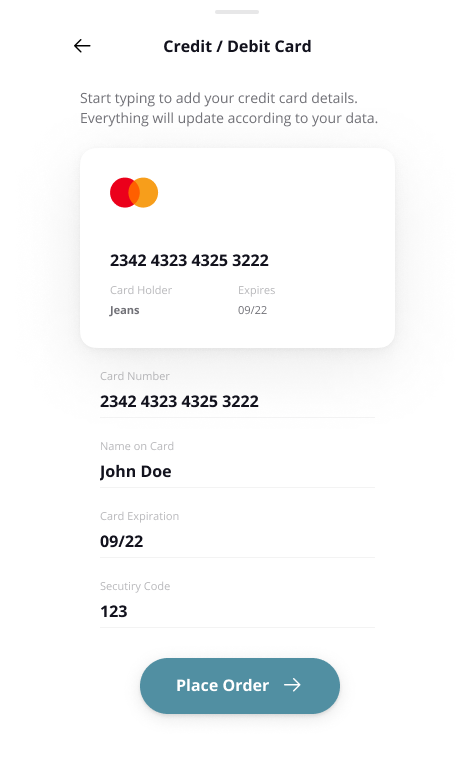 Credit / Debit Card
Start typing to add your credit card details.
Everything will update according to your data.
2342 4323 4325 3222
Card Holder Expires
Jeans 09/22
Card Number
2342 4323 4325 3222
Name on Card
John Doe
Card Expiration
09/22
Secutiry Code
123
Place Order